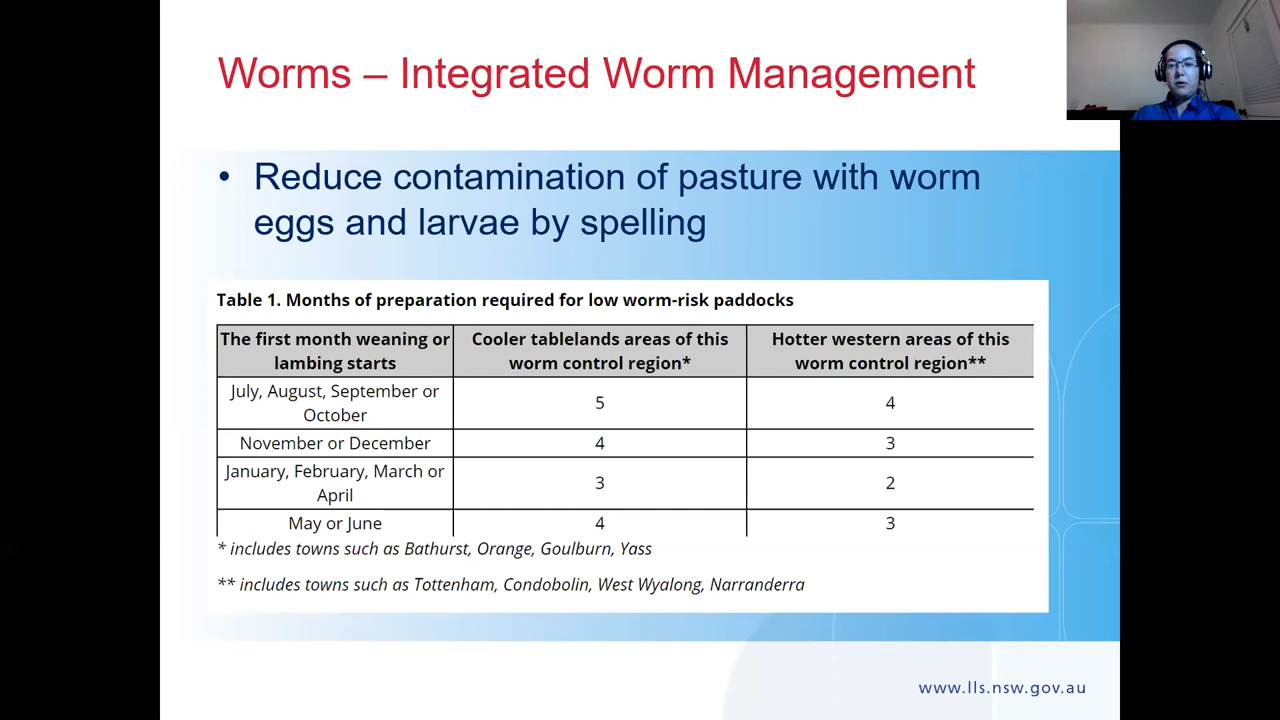 Worms – Integrated Worm Management
• Reduce contamination of pasture with worm
eggs and larvae by spelling
Table 1. Months of preparation required for low worm-risk paddocks
The first month weaning or
lambing starts
Cooler tablelands areas of this
worm control region*
Hotter western areas of this
worm control region**
July, August, September or
October
5
4
November or December
4
3
January, February, March or
April
3
2
May or June
4
3
* includes towns such as Bathurst, Orange, Goulburn, Yass
** includes towns such as Tottenham, Condobolin, West Wyalong, Narranderra
www.lls.nsw.gov.au